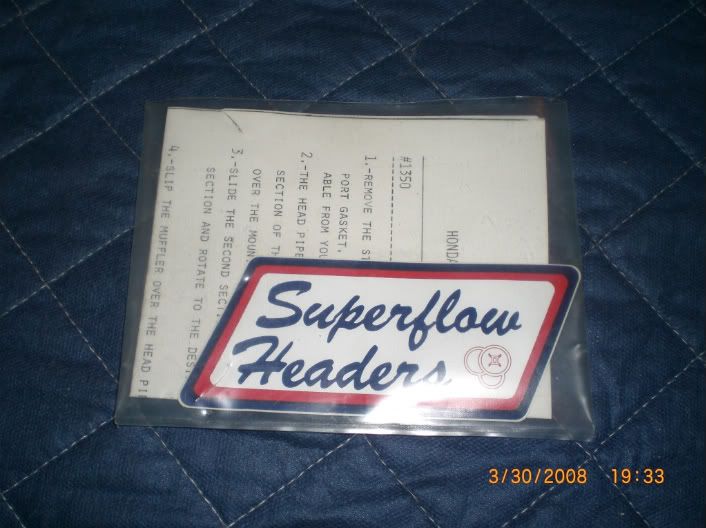 HONDA
#1350
1.-REMOVE THE ST
PORT GASKET,
ABLE FROM YOU
2.-THE HEAD PIPE
SECTION OF TH
OVER THE MOUN
3.-SLIDE THE SECOND SECT
SECTION AND ROTATE TO THE DES
4.-SLIP THE MUFFLER OVER THE HEAD PI
Superflow
Headers
3/30/2008 19:33